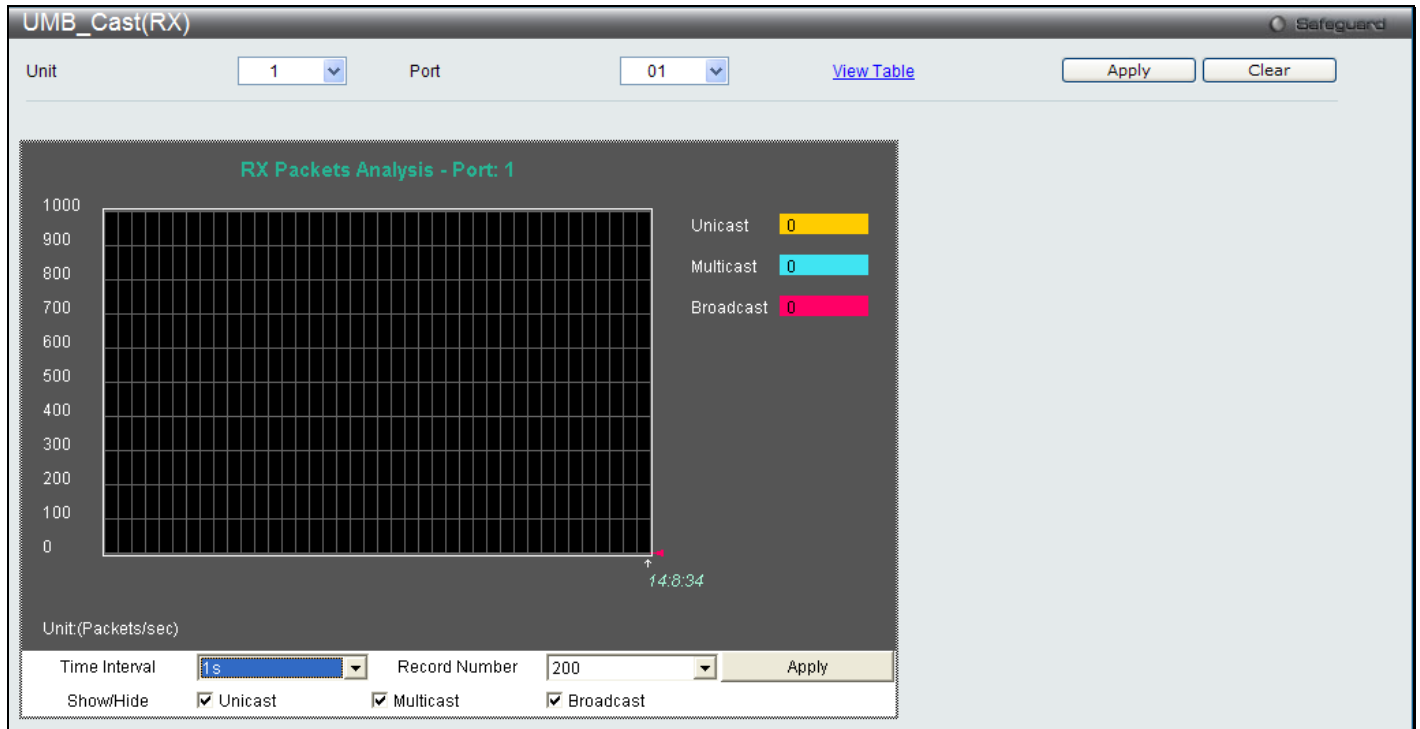 UMB_Cast(RX)
Safeguard
Unit 1 Port 01 View Table Apply Clear
RX Packets Analysis - Port: 1
1000
900
800
700
600
500
400
300
200
100
0
Unicast 0
Multicast 0
Broadcast 0
14:8:34
Unit:(Packets/sec)
Time Interval 1s Record Number 200 Apply
Show/Hide Unicast Multicast Broadcast